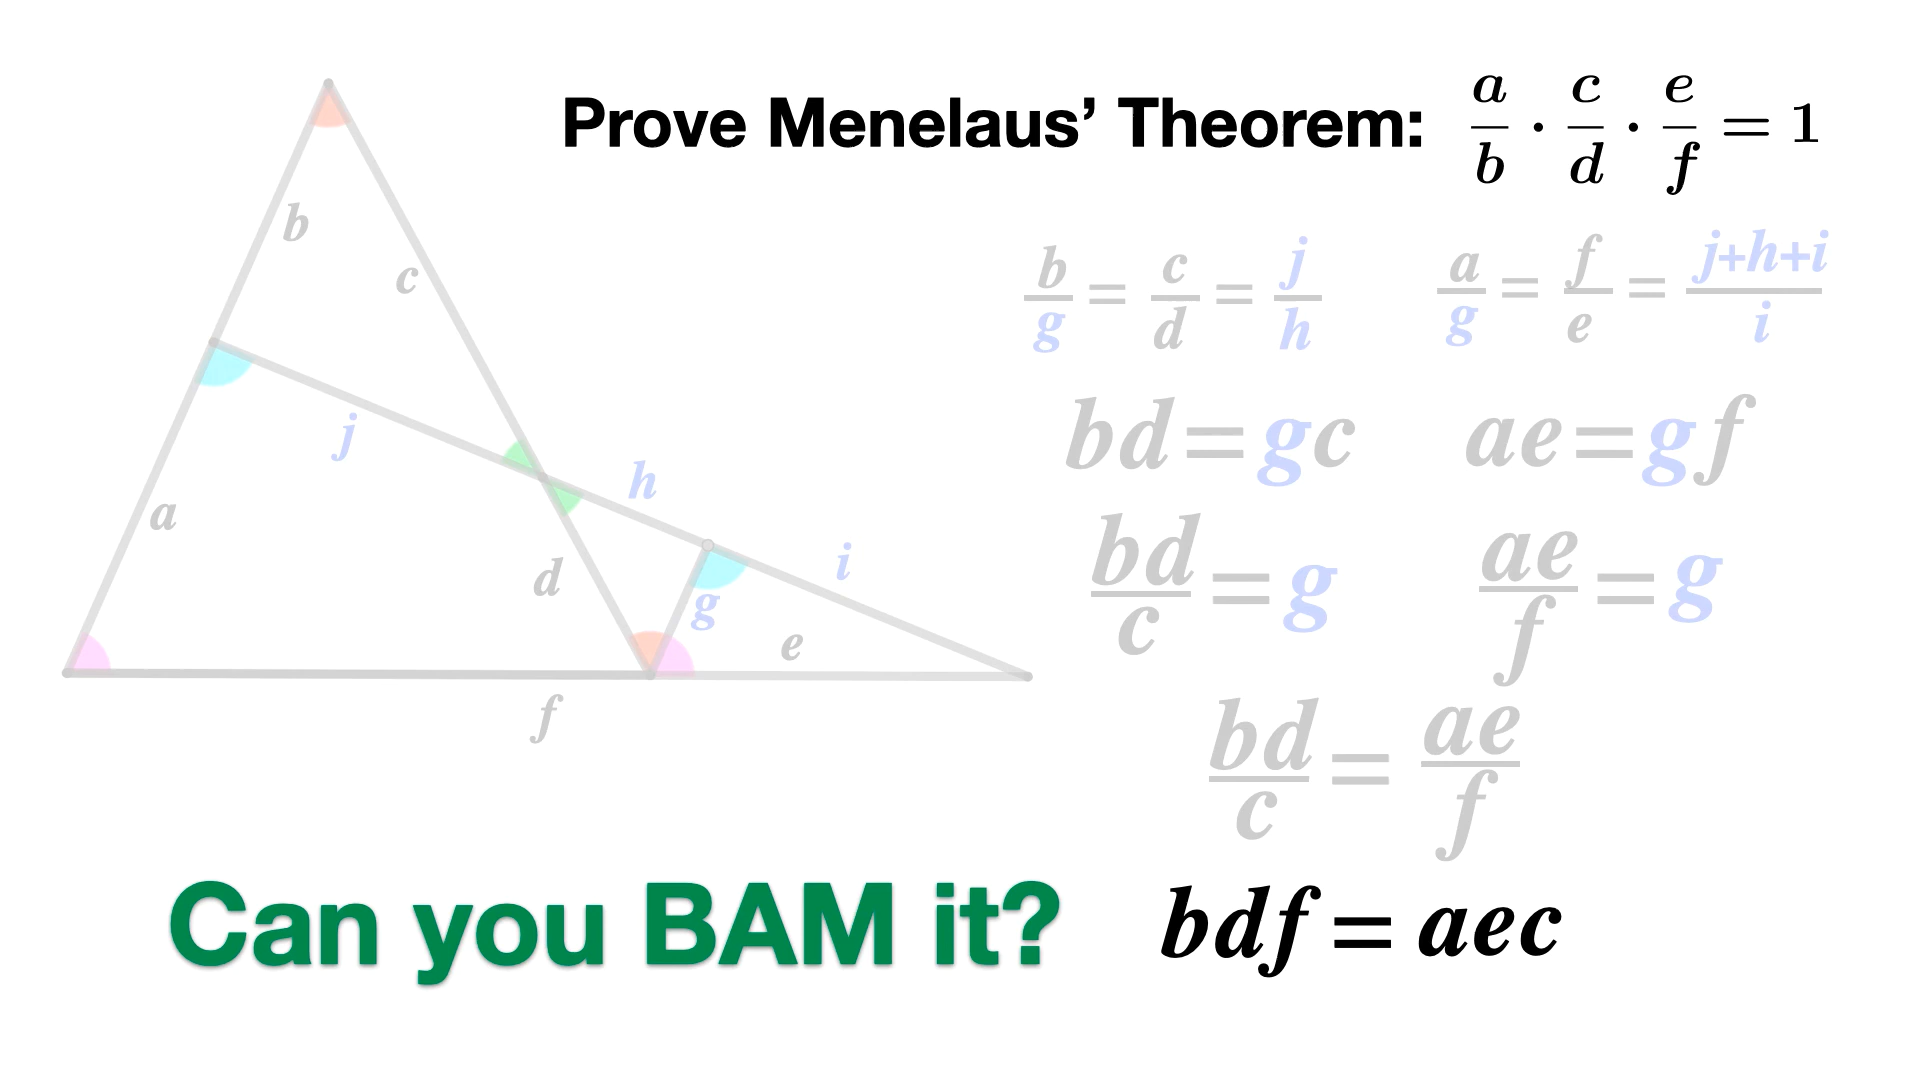 Prove Menelaus’ Theorem: a/b · c/d · e/f = 1
b/g = c/d = j/h
a/g = f/e = j+h+i/i
bd=gc
ae=gf
bd/c=g
ae/f=g
bd/c=ae/f
b
c
j
h
a
i
d
g
e
f
Can you BAM it?
bdf = aec